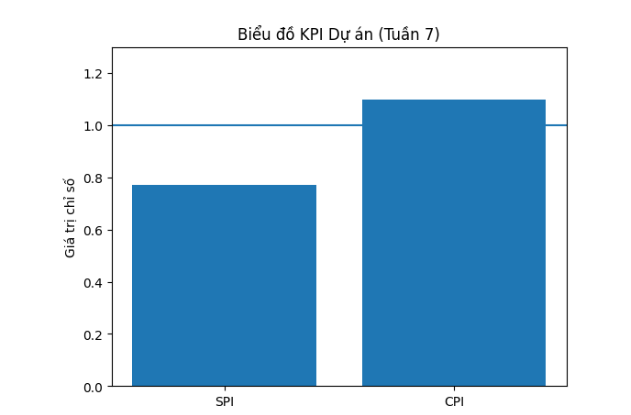 Biểu đồ KPI Dự án (Tuần 7)
1.2
1.0
0.8
0.6
0.4
0.2
0.0
Giá trị chỉ số
SPI
CPI